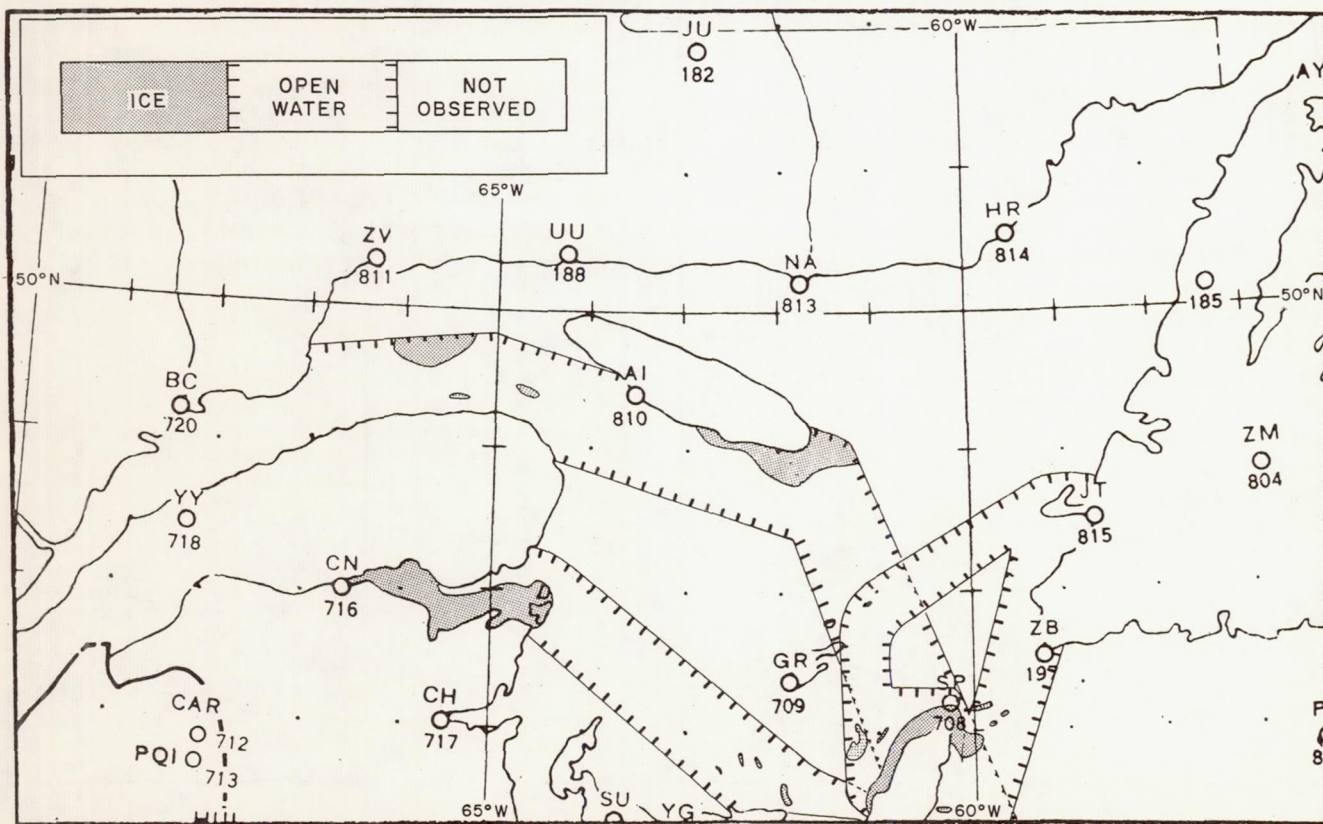 JU
182
60°W
AY
ICE
OPEN WATER
NOT OBSERVED
65°W
HR
814
ZV
811
UU
188
NA
813
50°N
185
50°N
BC
720
AI
810
ZM
804
YY
718
JT
815
CN
716
ZB
195
GR
709
708
CH
717
CAR
712
PQI
713
P
8
65°W
SU
YG
60°W